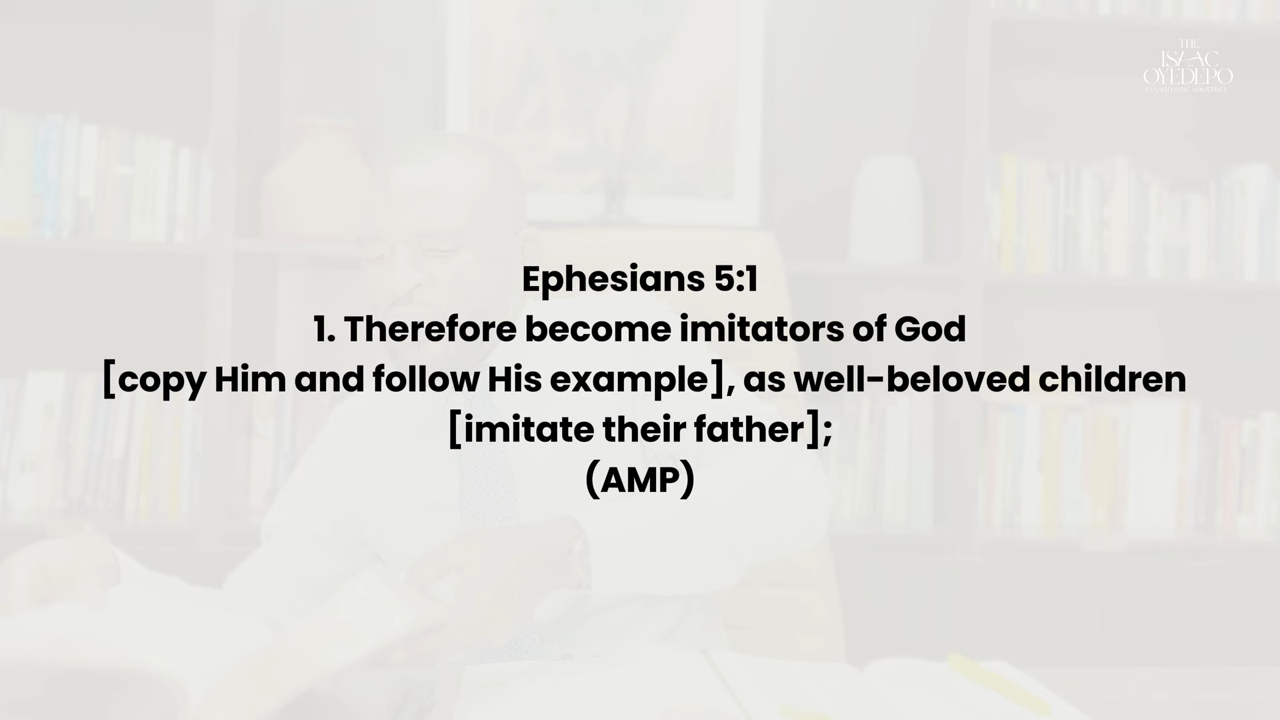 THE
ISAAC
OYEDEPO
Ephesians 5:1
1. Therefore become imitators of God
[copy Him and follow His example], as well-beloved children
[imitate their father];
(AMP)